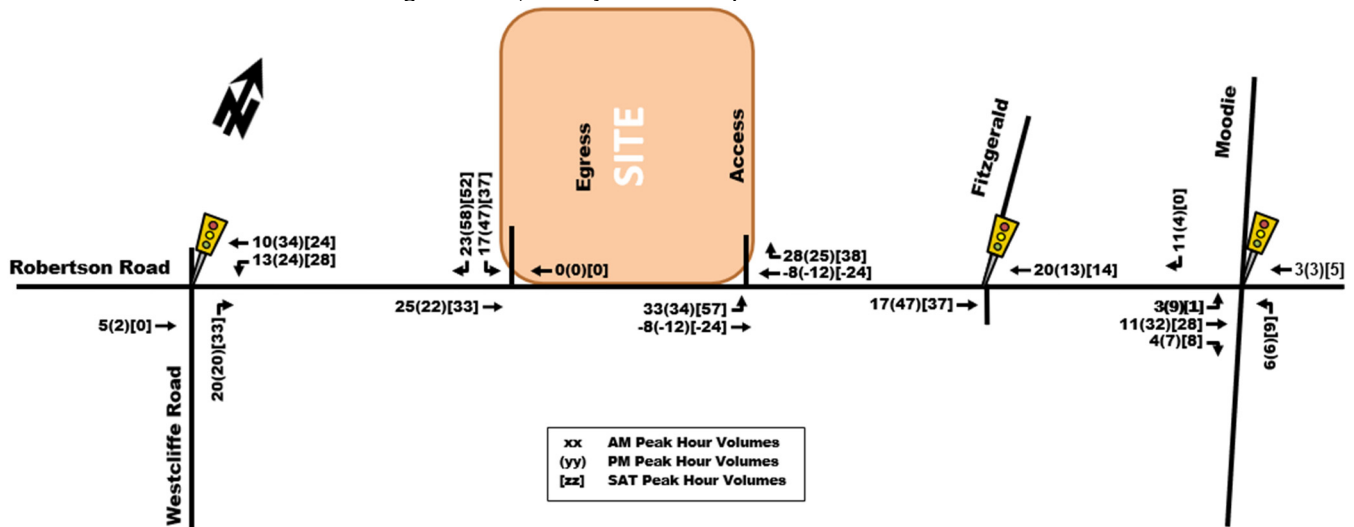 SITE
Egress
Access
Fitzgerald
Moodie
Robertson Road
Westcliffe Road
10(34)[24]
13(24)[28]
5(2)[0]
20(20)[33]
23(58)[52]
17(47)[37]
0(0)[0]
25(22)[33]
28(25)[38]
-8(-12)[-24]
33(34)[57]
-8(-12)[-24]
20(13)[14]
17(47)[37]
11(4)[0]
3(3)[5]
3(9)[1]
11(32)[28]
4(7)[8]
6(6)[9]
xx AM Peak Hour Volumes
(yy) PM Peak Hour Volumes
[zz] SAT Peak Hour Volumes